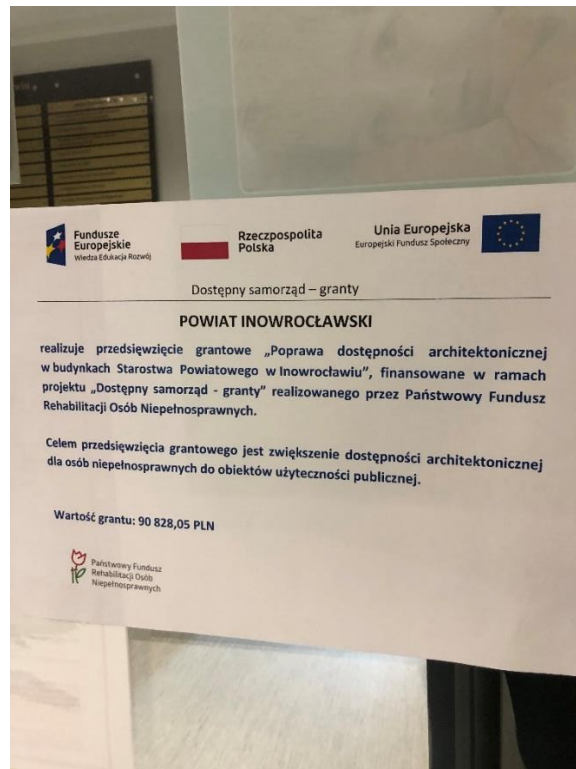 Fundusze
Europejskie
Wiedza Edukacja Rozwój
Rzeczpospolita
Polska
Unia Europejska
Europejski Fundusz Społeczny
Dostępny samorząd – granty
POWIAT INOWROCŁAWSKI
realizuje przedsięwzięcie grantowe „Poprawa dostępności architektonicznej
w budynkach Starostwa Powiatowego w Inowrocławiu”, finansowane w ramach
projektu „Dostępny samorząd - granty” realizowanego przez Państwowy Fundusz
Rehabilitacji Osób Niepełnosprawnych.
Celem przedsięwzięcia grantowego jest zwiększenie dostępności architektonicznej
dla osób niepełnosprawnych do obiektów użyteczności publicznej.
Wartość grantu: 90 828,05 PLN
Państwowy Fundusz
Rehabilitacji Osób
Niepełnosprawnych